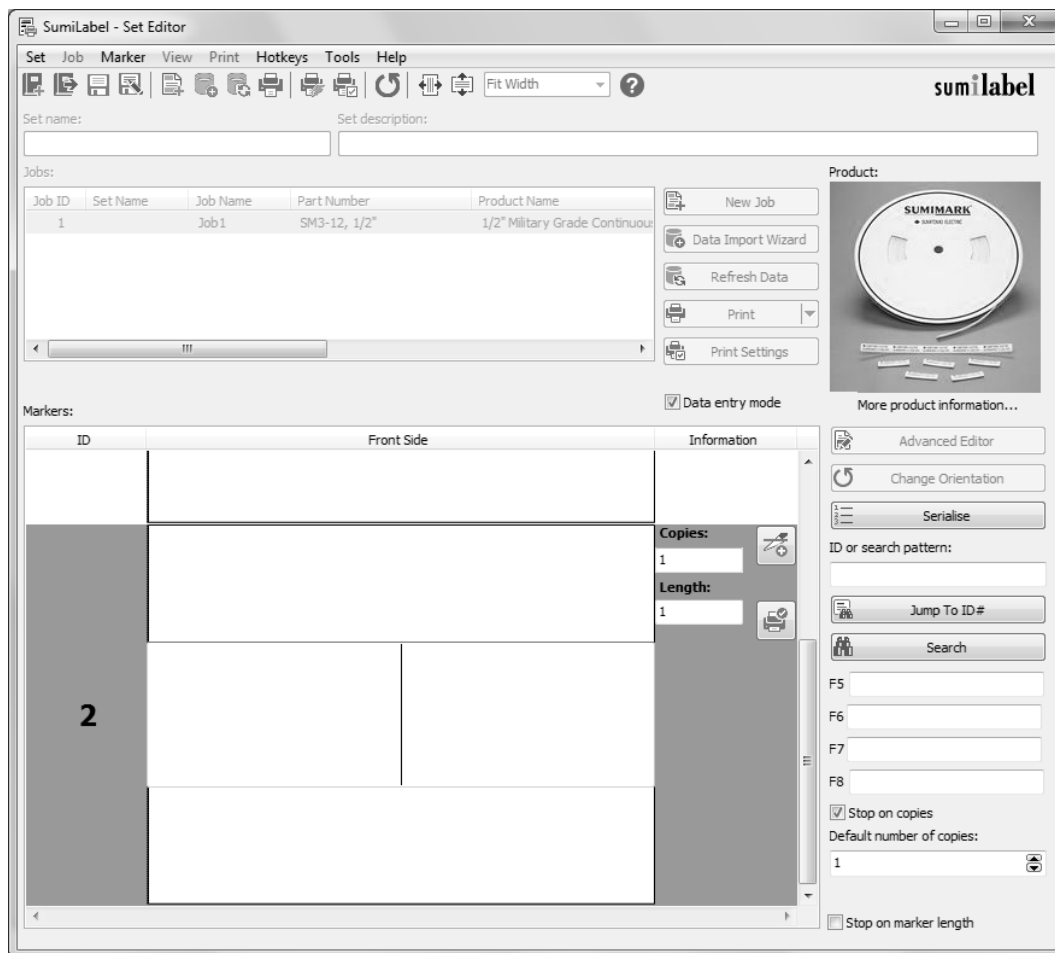 SumiLabel - Set Editor
Set Job Marker View Print Hotkeys Tools Help
Fit Width
sumilabel
Set name: Set description:
Jobs: Product:
Job ID Set Name Job Name Part Number Product Name
1 Job1 SM3-12, 1/2" 1/2" Military Grade Continuou
New Job
Data Import Wizard
Refresh Data
Print
Print Settings
SUMIMARK
SUMITOMO ELECTRIC
Data entry mode
More product information...
Markers:
ID Front Side Information
Advanced Editor
Change Orientation
Serialise
Copies:
1
Length:
1
2
ID or search pattern:
Jump To ID#
Search
F5
F6
F7
F8
Stop on copies
Default number of copies:
1
Stop on marker length